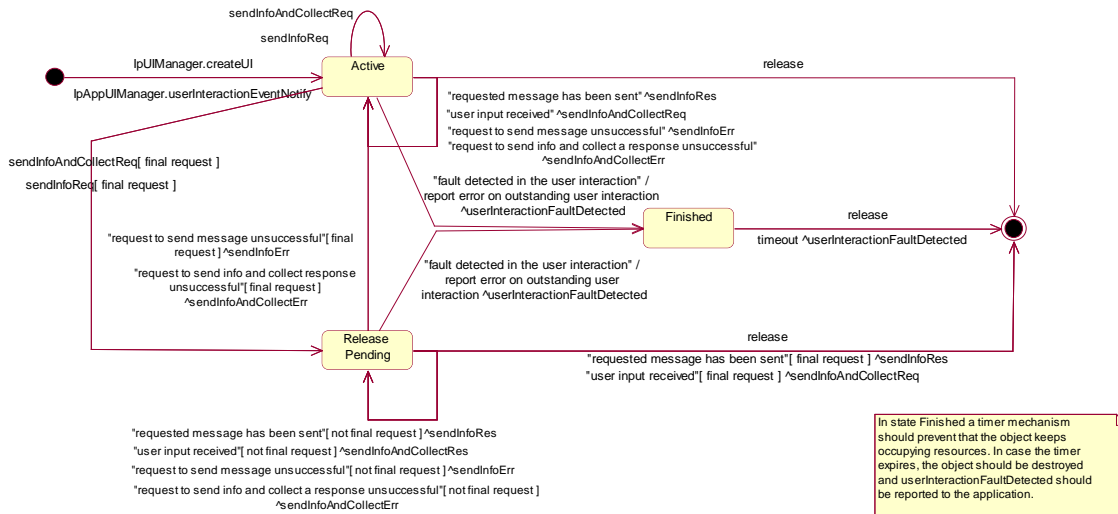 sendInfoAndCollectReq
sendInfoReq
IpUIManager.createUI
Active
release
IpAppUIManager.userInteractionEventNotify
"requested message has been sent" ^sendInfoRes
"user input received" ^sendInfoAndCollectReq
"request to send message unsuccessful" ^sendInfoErr
"request to send info and collect a response unsuccessful"
^sendInfoAndCollectErr
sendInfoAndCollectReq[ final request ]
sendInfoReq[ final request ]
"fault detected in the user interaction" /
report error on outstanding user interaction
^userInteractionFaultDetected
Finished
release
timeout ^userInteractionFaultDetected
"request to send message unsuccessful"[ final
request ] ^sendInfoErr
"request to send info and collect response
unsuccessful"[ final request ]
^sendInfoAndCollectErr
"fault detected in the user interaction" /
report error on outstanding user
interaction ^userInteractionFaultDetected
Release
Pending
release
"requested message has been sent"[ final request ] ^sendInfoRes
"user input received"[ final request ] ^sendInfoAndCollectReq
"requested message has been sent"[ not final request ] ^sendInfoRes
"user input received"[ not final request ] ^sendInfoAndCollectRes
"request to send message unsuccessful"[ not final request ] ^sendInfoErr
"request to send info and collect a response unsuccessful"[ not final request ]
^sendInfoAndCollectErr
In state Finished a timer mechanism
should prevent that the object keeps
occupying resources. In case the timer
expires, the object should be destroyed
and userInteractionFaultDetected should
be reported to the application.